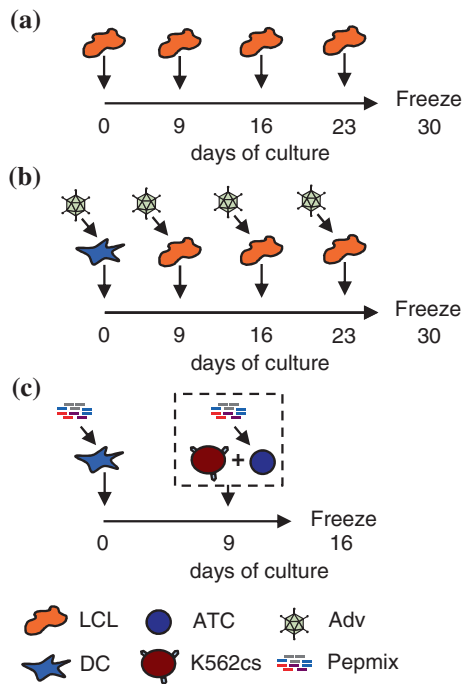 (a)
Freeze
0 9 16 23 30
days of culture
(b)
Freeze
0 9 16 23 30
days of culture
(c)
+
Freeze
0 9 16
days of culture
LCL ATC Adv
DC K562cs Pepmix